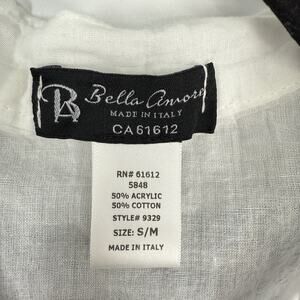 BA Bella Amore
MADE IN ITALY
CA61612
RN# 61612
5848
50% ACRYLIC
50% COTTON
STYLE# 9329
SIZE: S/M
MADE IN ITALY